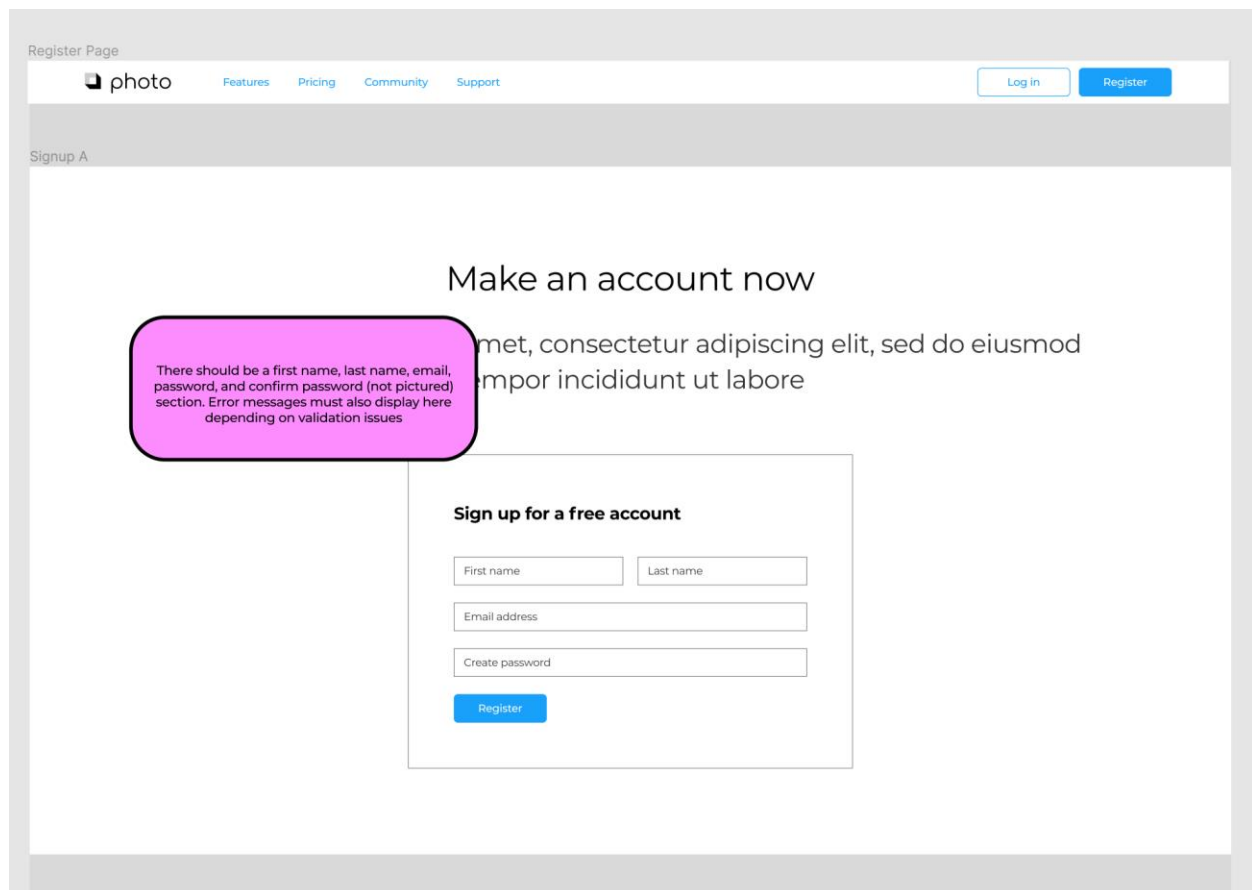 Register Page
photo
Features Pricing Community Support
Log in Register
Signup A
Make an account now
met, consectetur adipiscing elit, sed do eiusmod
empor incididunt ut labore
There should be a first name, last name, email,
password, and confirm password (not pictured)
section. Error messages must also display here
depending on validation issues
Sign up for a free account
First name Last name
Email address
Create password
Register